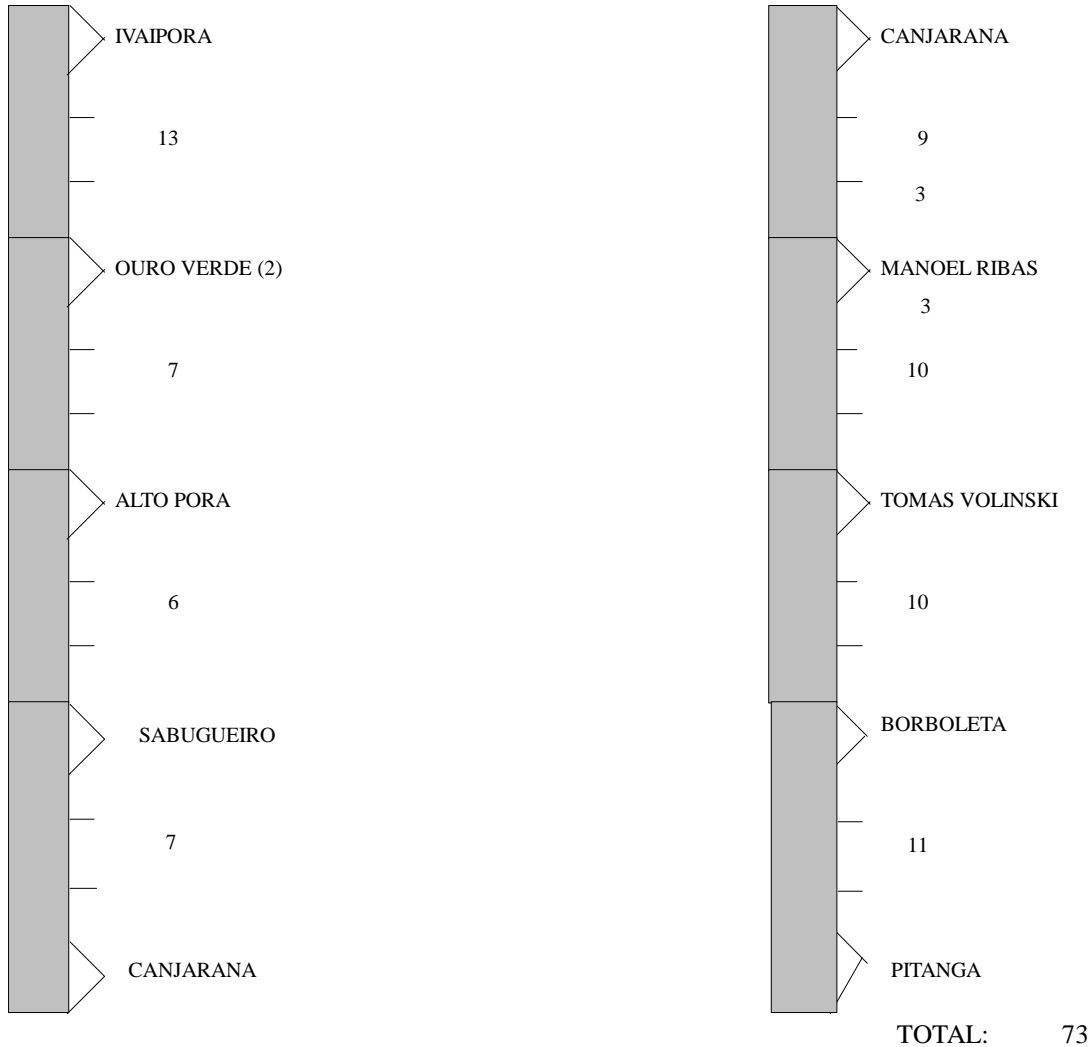 IVAIPORA
13
OURO VERDE (2)
7
ALTO PORA
6
SABUGUEIRO
7
CANJARANA
CANJARANA
9
3
MANOEL RIBAS
3
10
TOMAS VOLINSKI
10
BORBOLETA
11
PITANGA
TOTAL: 73